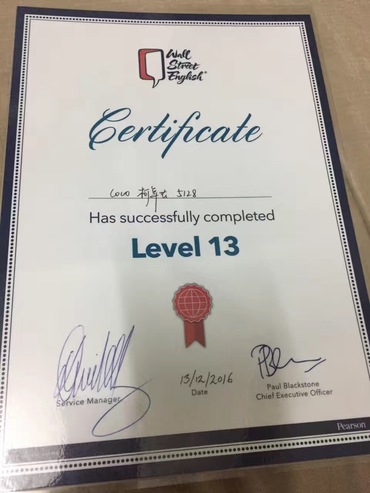 Wall
Street
English
Certificate
Coco 柯 5128
Has successfully completed
Level 13
13/12/2016
Service Manager
Date
Paul Blackstone
Chief Executive Officer
Pearson